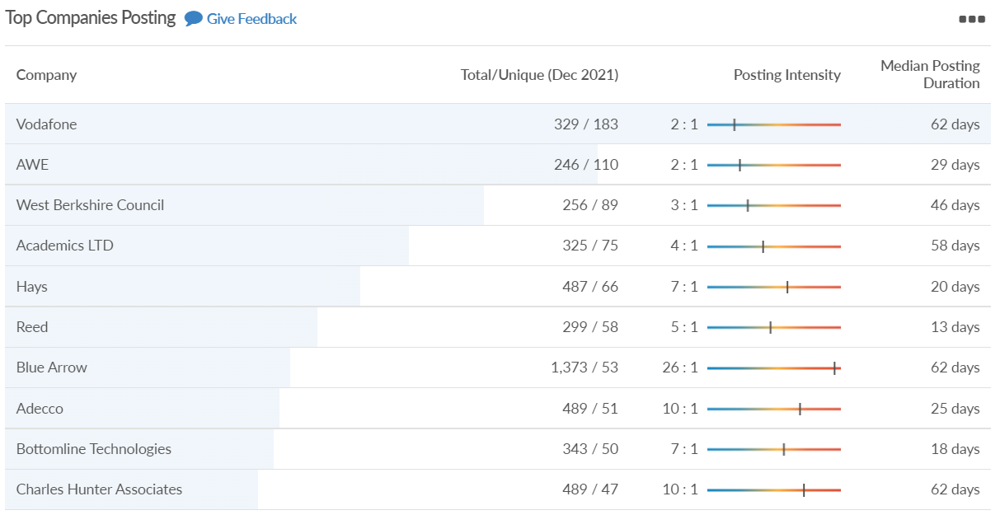 Top Companies Posting Give Feedback
Company Total/Unique (Dec 2021) Posting Intensity Median Posting Duration
Vodafone 329 / 183 2 : 1 62 days
AWE 246 / 110 2 : 1 29 days
West Berkshire Council 256 / 89 3 : 1 46 days
Academics LTD 325 / 75 4 : 1 58 days
Hays 487 / 66 7 : 1 20 days
Reed 299 / 58 5 : 1 13 days
Blue Arrow 1,373 / 53 26 : 1 62 days
Adecco 489 / 51 10 : 1 25 days
Bottomline Technologies 343 / 50 7 : 1 18 days
Charles Hunter Associates 489 / 47 10 : 1 62 days